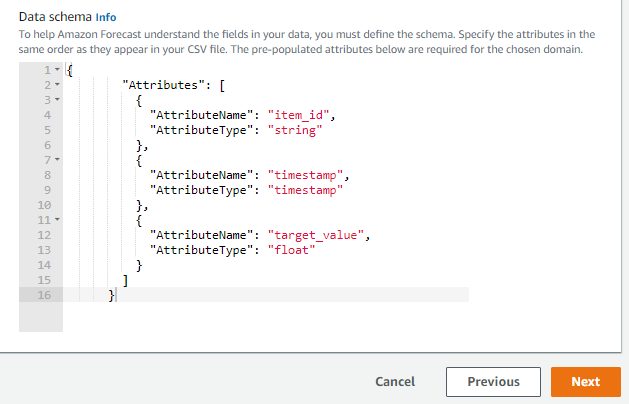 Data schema Info
To help Amazon Forecast understand the fields in your data, you must define the schema. Specify the attributes in the
same order as they appear in your CSV file. The pre-populated attributes below are required for the chosen domain.
1 {
2 "Attributes": [
3 {
4 "AttributeName": "item_id",
5 "AttributeType": "string"
6 },
7 {
8 "AttributeName": "timestamp",
9 "AttributeType": "timestamp"
10 },
11 {
12 "AttributeName": "target_value",
13 "AttributeType": "float"
14 }
15 ]
16 }
Cancel Previous Next